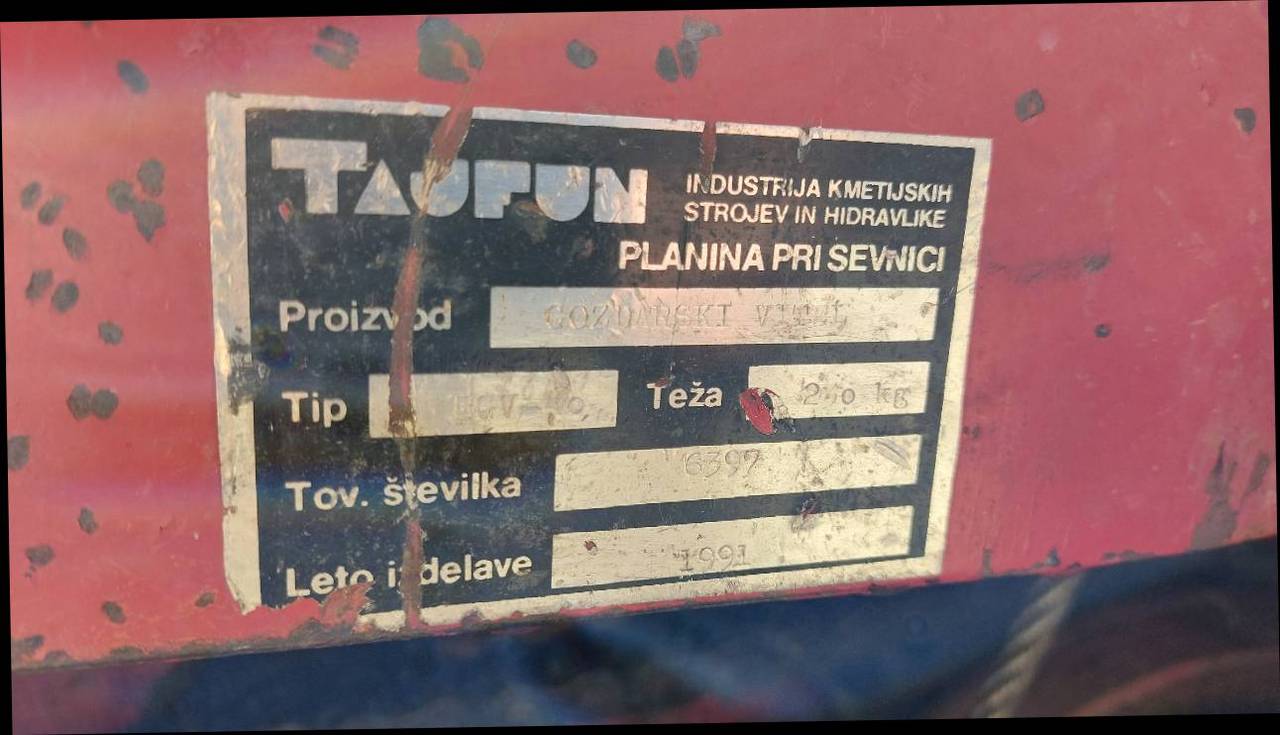 TAJFUN
INDUSTRIJA KMETIJSKIH
STROJEV IN HIDRAVLIKE
PLANINA PRI SEVNICI
Proizvod GOZDARSKI VITEL
Tip
Teža kg
Tov. številka 6397
Leto izdelave 1991